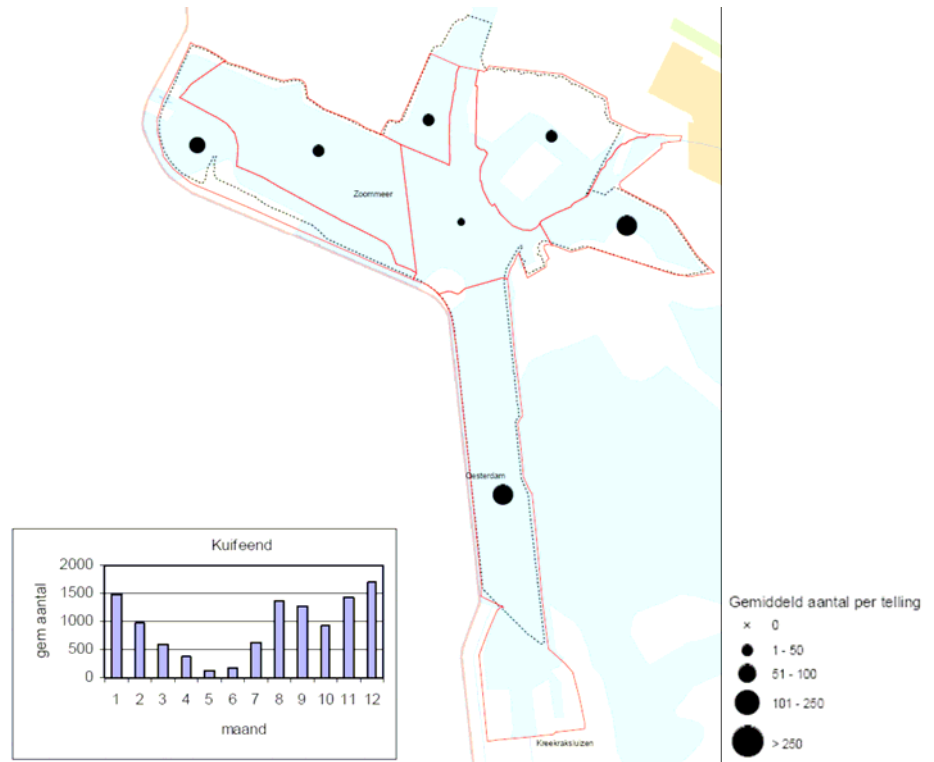 Zoommeer
Oesterdam
Kreekraksluizen
Kuifeend
gem aantal
2000
1500
1000
500
0
1 2 3 4 5 6 7 8 9 10 11 12
maand
Gemiddeld aantal per telling
0
1 - 50
51 - 100
101 - 250
> 250